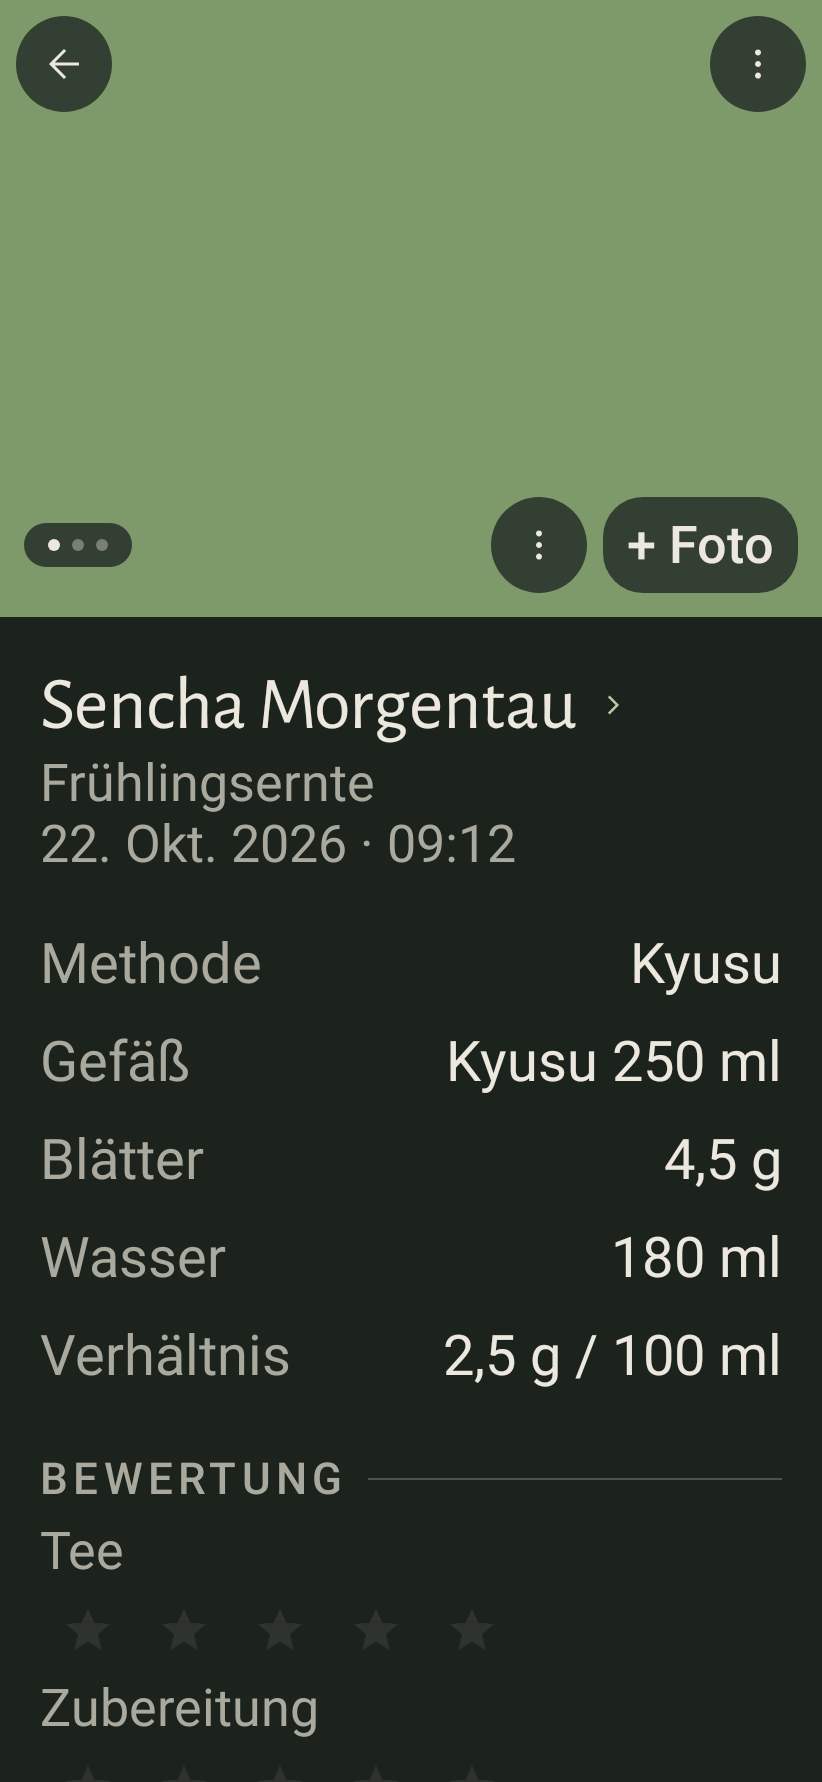 + Foto
Sencha Morgentau
Frühlingsernte
22. Okt. 2026 · 09:12
Methode Kyusu
Gefäß Kyusu 250 ml
Blätter 4,5 g
Wasser 180 ml
Verhältnis 2,5 g / 100 ml
BEWERTUNG
Tee
Zubereitung